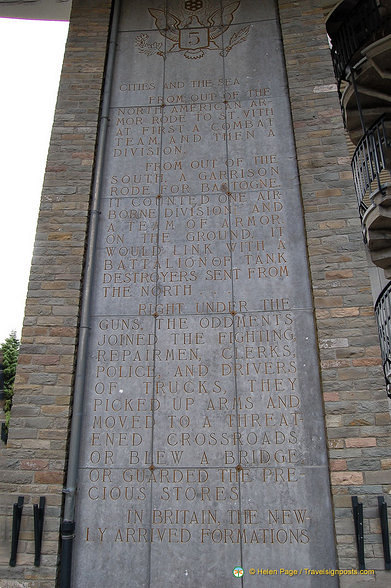 5
CITIES AND THE SEA
FROM OUT OF THE
NORTH AMERICAN AR-
MOR RODE TO ST. VITH
AT FIRST A COMBAT
TEAM AND THEN A
DIVISION.
FROM OUT OF THE
SOUTH, A GARRISON
RODE FOR BASTOGNE.
IT COUNTED ONE AIR-
BORNE DIVISION AND
A TEAM OF ARMOR
ON THE GROUND, IT
WOULD LINK WITH A
BATTALION OF TANK
DESTROYERS SENT FROM
THE NORTH
RIGHT UNDER THE
GUNS, THE ODDMENTS
JOINED THE FIGHTING
REPAIRMEN, CLERKS,
POLICE, AND DRIVERS
OF TRUCKS, THEY
PICKED UP ARMS AND
MOVED TO A THREAT-
ENED CROSSROADS
OR BLEW A BRIDGE
OR GUARDED THE PRE-
CIOUS STORES
IN BRITAIN, THE NEW-
LY ARRIVED FORMATIONS
© Helen Page / Travelsignposts.com